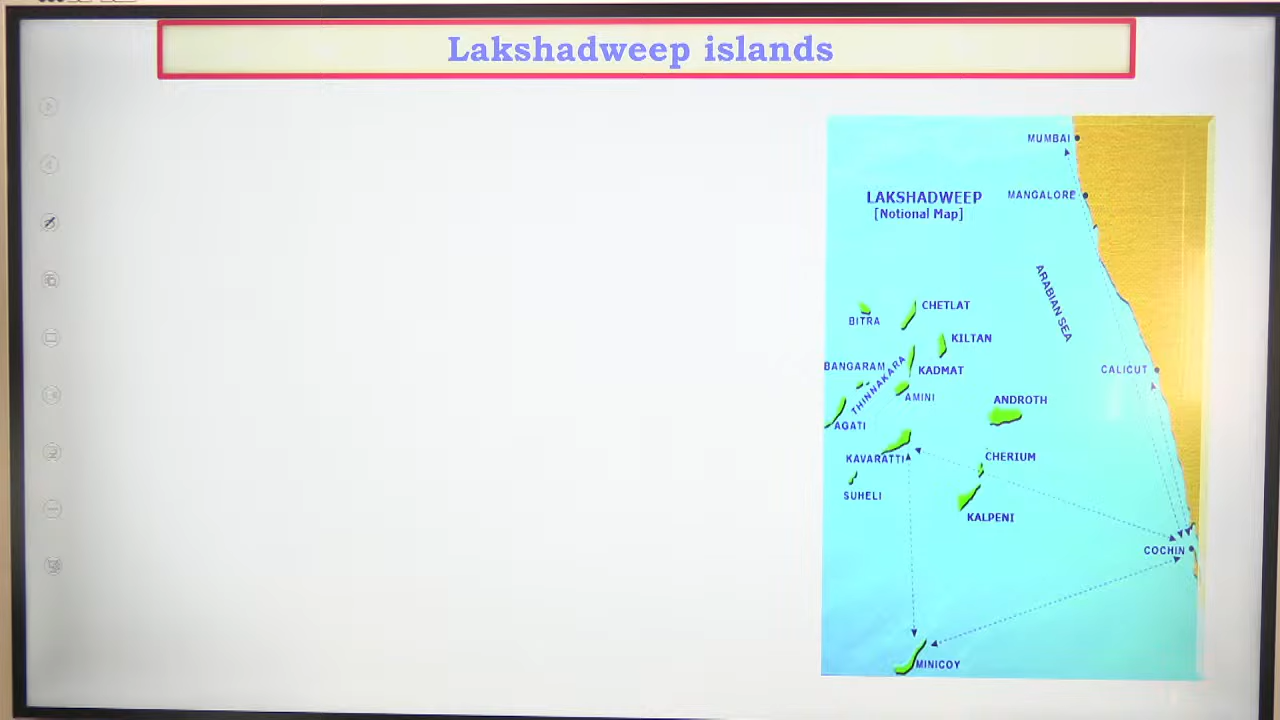 Lakshadweep islands
MUMBAI
LAKSHADWEEP
[Notional Map]
MANGALORE
ARABIAN SEA
BITRA
CHETLAT
KILTAN
BANGARAM
THINNAKARA
KADMAT
CALICUT
AMINI
ANDROTH
AGATI
KAVARATTI
CHERIUM
SUHELI
KALPENI
COCHIN
MINICOY